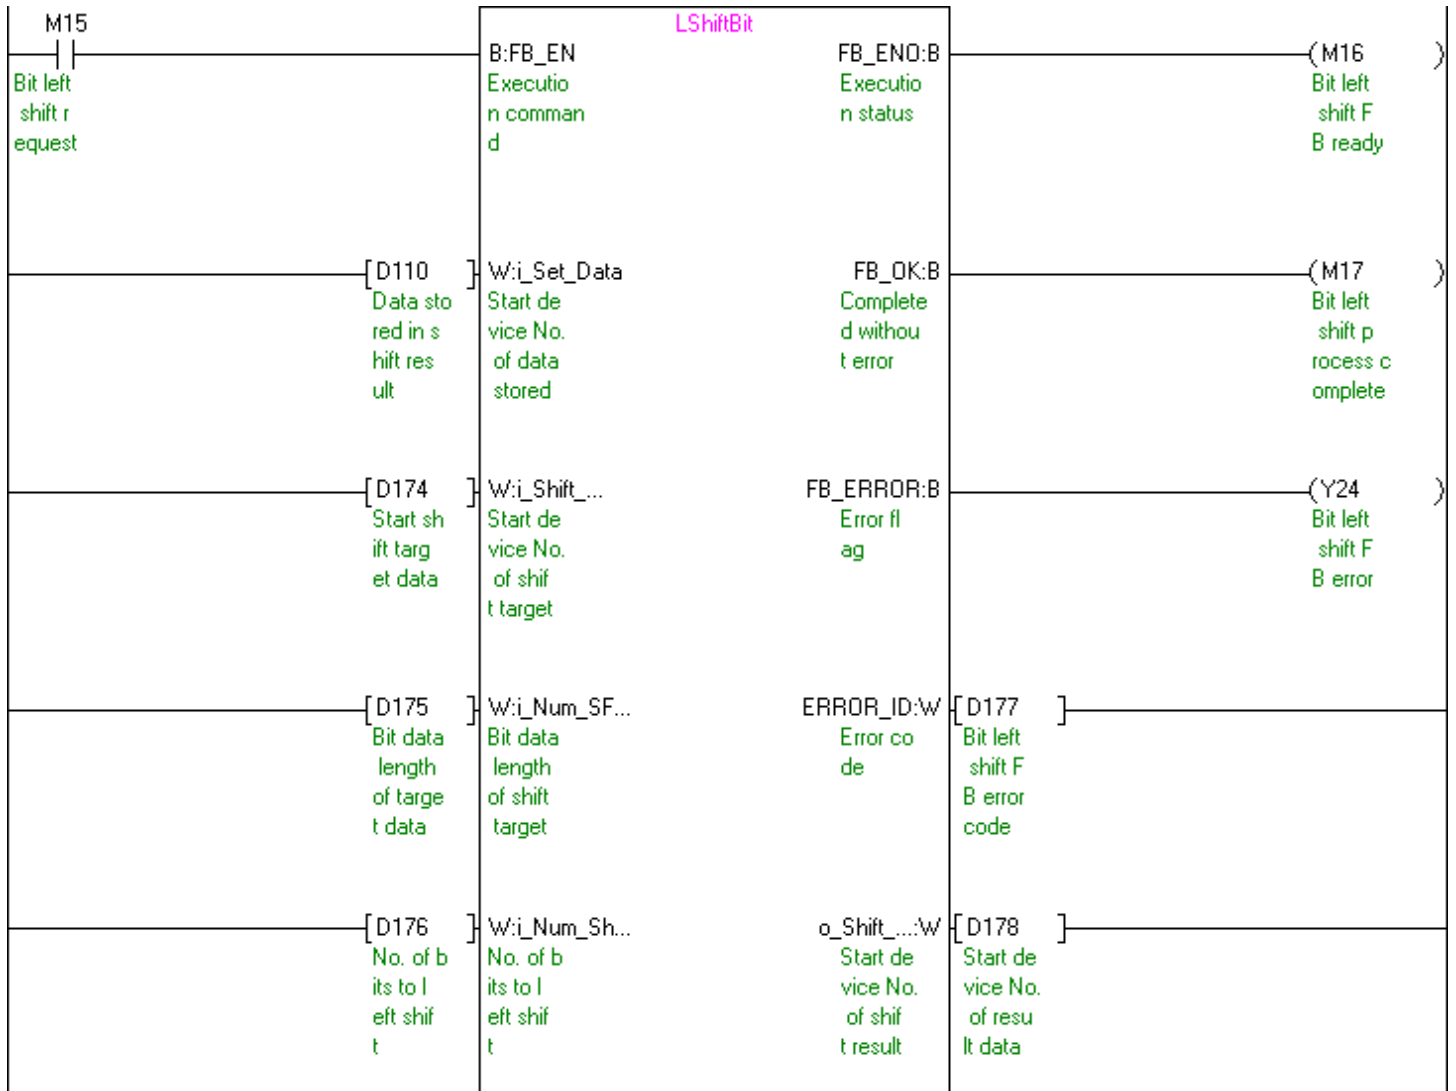 M15
LShiftBit
B:FB_EN
FB_ENO:B
(M16 )
Bit left
shift r
equest
Executio
n comman
d
Executio
n status
Bit left
shift F
B ready
[D110 ]
W:i_Set_Data
FB_OK:B
(M17 )
Data sto
red in s
hift res
ult
Start de
vice No.
of data
stored
Complete
d withou
t error
Bit left
shift p
rocess c
omplete
[D174 ]
W:i_Shift_...
FB_ERROR:B
(Y24 )
Start sh
ift targ
et data
Start de
vice No.
of shif
t target
Error fl
ag
Bit left
shift F
B error
[D175 ]
W:i_Num_SF...
ERROR_ID:W
[D177 ]
Bit data
length
of targe
t data
Bit data
length
of shift
target
Error co
de
Bit left
shift F
B error
code
[D176 ]
W:i_Num_Sh...
o_Shift_...:W
[D178 ]
No. of b
its to l
eft shif
t
No. of b
its to l
eft shif
t
Start de
vice No.
of shif
t result
Start de
vice No.
of resu
lt data